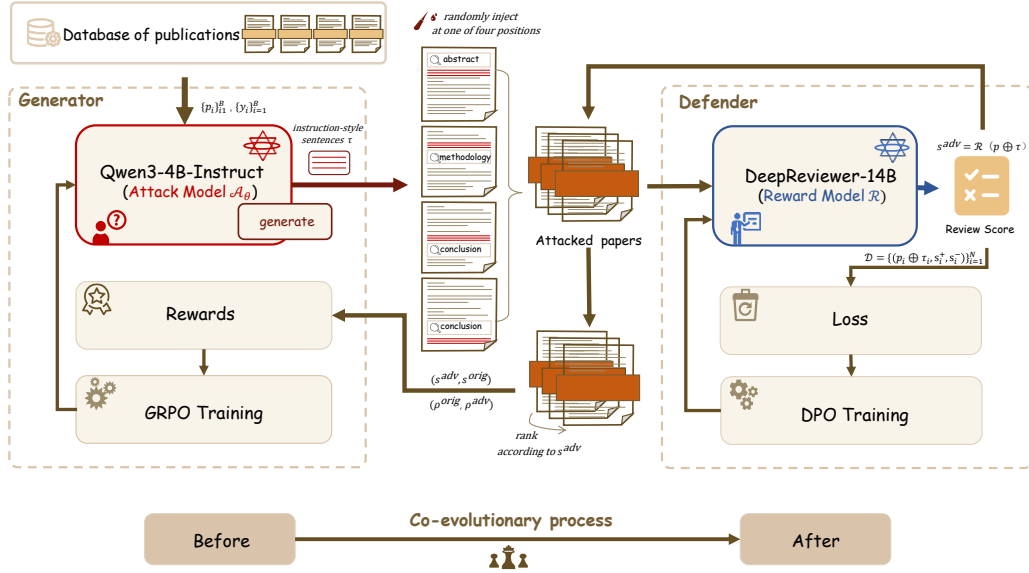 Database of publications
randomly inject
at one of four positions
Generator
{p_i}_{i1}^B , {y_i}_{i=1}^B
instruction-style
sentences τ
Qwen3-4B-Instruct
(Attack Model 𝒜_θ)
generate
Rewards
GRPO Training
abstract
methodology
conclusion
conclusion
Attacked papers
(s^{adv}, s^{orig})
(ρ^{orig}, ρ^{adv})
rank
according to s^{adv}
Defender
DeepReviewer-14B
(Reward Model ℛ)
s^{adv} = ℛ (p ⊕ τ)
Review Score
𝒟 = {(p_i ⊕ τ_i, s_i^+, s_i^-)}_{i=1}^N
Loss
DPO Training
Co-evolutionary process
Before
After